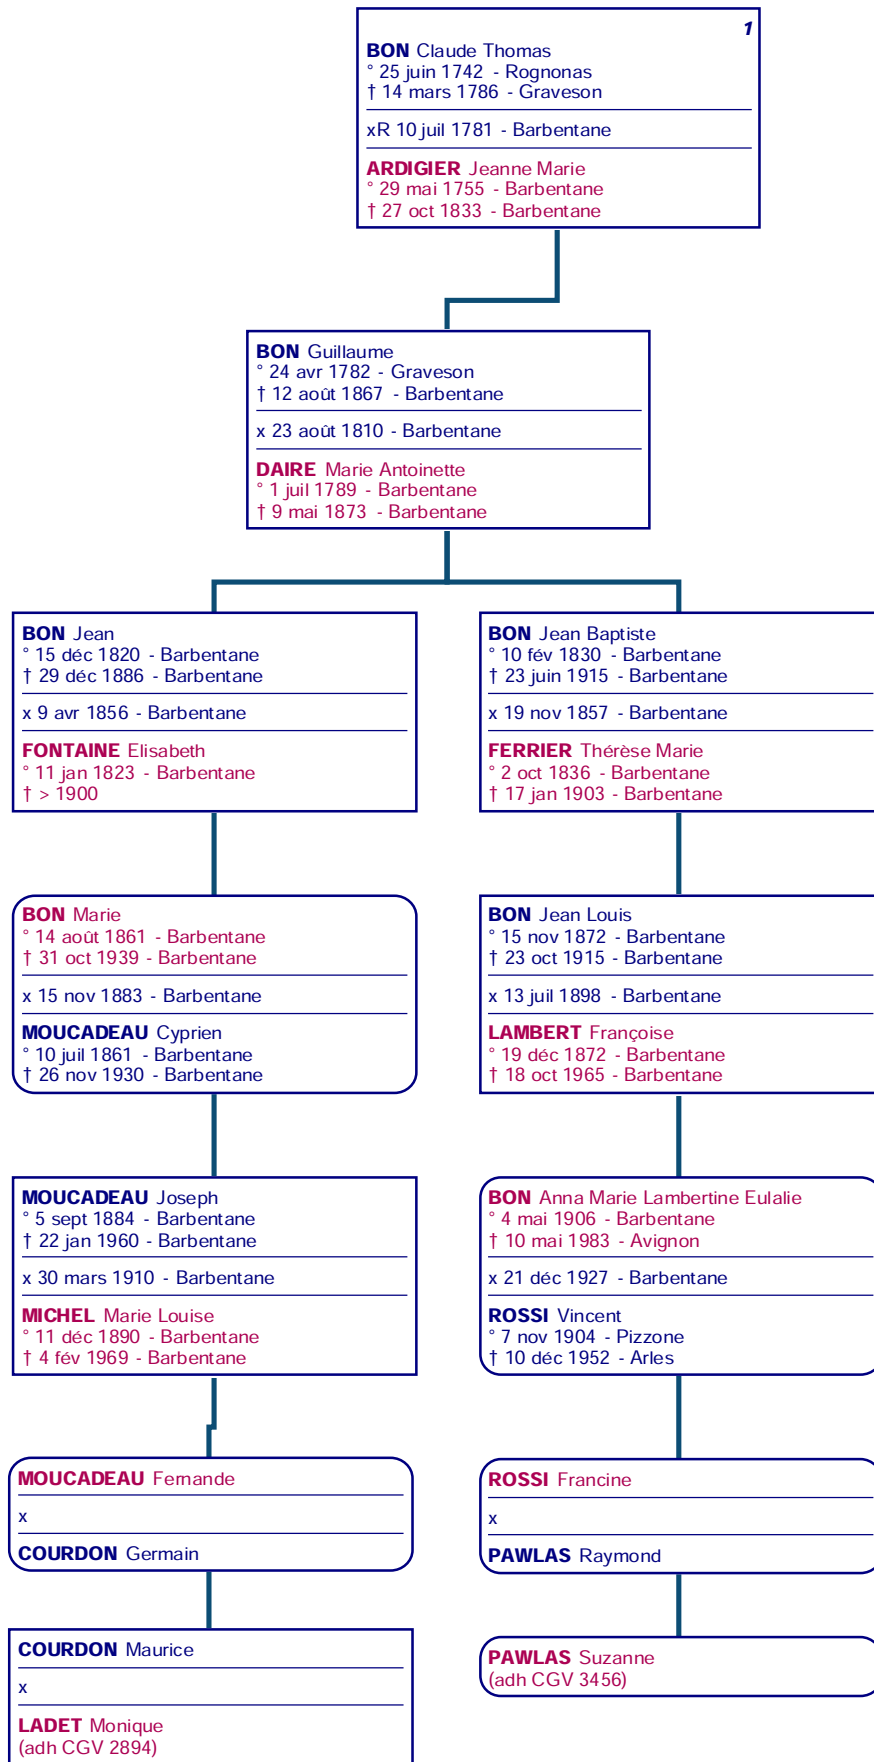 1
BON Claude Thomas
° 25 juin 1742 - Rognonas
† 14 mars 1786 - Graveson
xR 10 juil 1781 - Barbentane
ARDIGIER Jeanne Marie
° 29 mai 1755 - Barbentane
† 27 oct 1833 - Barbentane
BON Guillaume
° 24 avr 1782 - Graveson
† 12 août 1867 - Barbentane
x 23 août 1810 - Barbentane
DAIRE Marie Antoinette
° 1 juil 1789 - Barbentane
† 9 mai 1873 - Barbentane
BON Jean
° 15 déc 1820 - Barbentane
† 29 déc 1886 - Barbentane
x 9 avr 1856 - Barbentane
FONTAINE Elisabeth
° 11 jan 1823 - Barbentane
† > 1900
BON Jean Baptiste
° 10 fév 1830 - Barbentane
† 23 juin 1915 - Barbentane
x 19 nov 1857 - Barbentane
FERRIER Thérèse Marie
° 2 oct 1836 - Barbentane
† 17 jan 1903 - Barbentane
BON Marie
° 14 août 1861 - Barbentane
† 31 oct 1939 - Barbentane
x 15 nov 1883 - Barbentane
MOUCADEAU Cyprien
° 10 juil 1861 - Barbentane
† 26 nov 1930 - Barbentane
BON Jean Louis
° 15 nov 1872 - Barbentane
† 23 oct 1915 - Barbentane
x 13 juil 1898 - Barbentane
LAMBERT Françoise
° 19 déc 1872 - Barbentane
† 18 oct 1965 - Barbentane
MOUCADEAU Joseph
° 5 sept 1884 - Barbentane
† 22 jan 1960 - Barbentane
x 30 mars 1910 - Barbentane
MICHEL Marie Louise
° 11 déc 1890 - Barbentane
† 4 fév 1969 - Barbentane
BON Anna Marie Lambertine Eulalie
° 4 mai 1906 - Barbentane
† 10 mai 1983 - Avignon
x 21 déc 1927 - Barbentane
ROSSI Vincent
° 7 nov 1904 - Pizzone
† 10 déc 1952 - Arles
MOUCADEAU Fernande
x
COURDON Germain
ROSSI Francine
x
PAWLAS Raymond
COURDON Maurice
x
LADET Monique
(adh CGV 2894)
PAWLAS Suzanne
(adh CGV 3456)